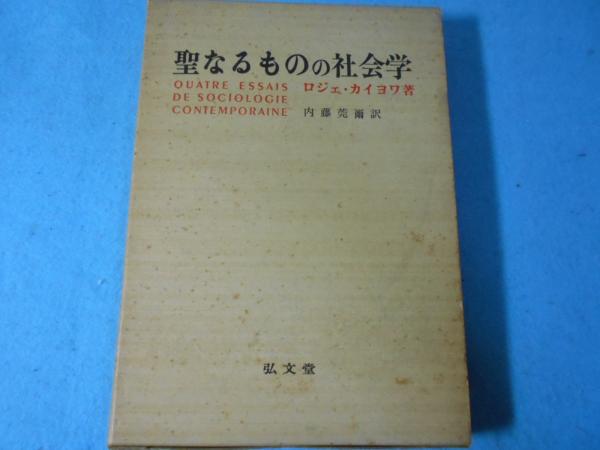 聖なるものの社会学
QUATRE ESSAIS
DE SOCIOLOGIE
CONTEMPORAINE
ロジェ・カイヨワ著
内藤莞爾訳
弘文堂